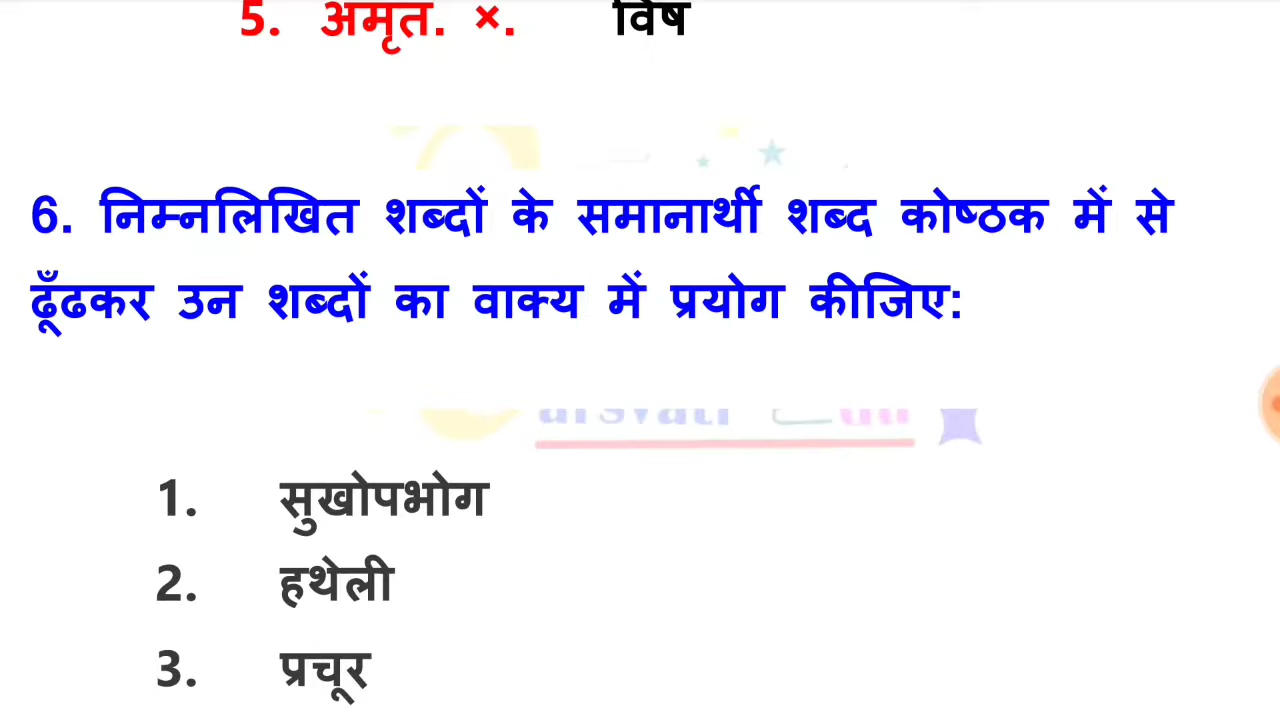 5. अमृत. ×. विष
6. निम्नलिखित शब्दों के समानार्थी शब्द कोष्ठक में से
ढूँढकर उन शब्दों का वाक्य में प्रयोग कीजिए:
1. सुखोपभोग
2. हथेली
3. प्रचूर